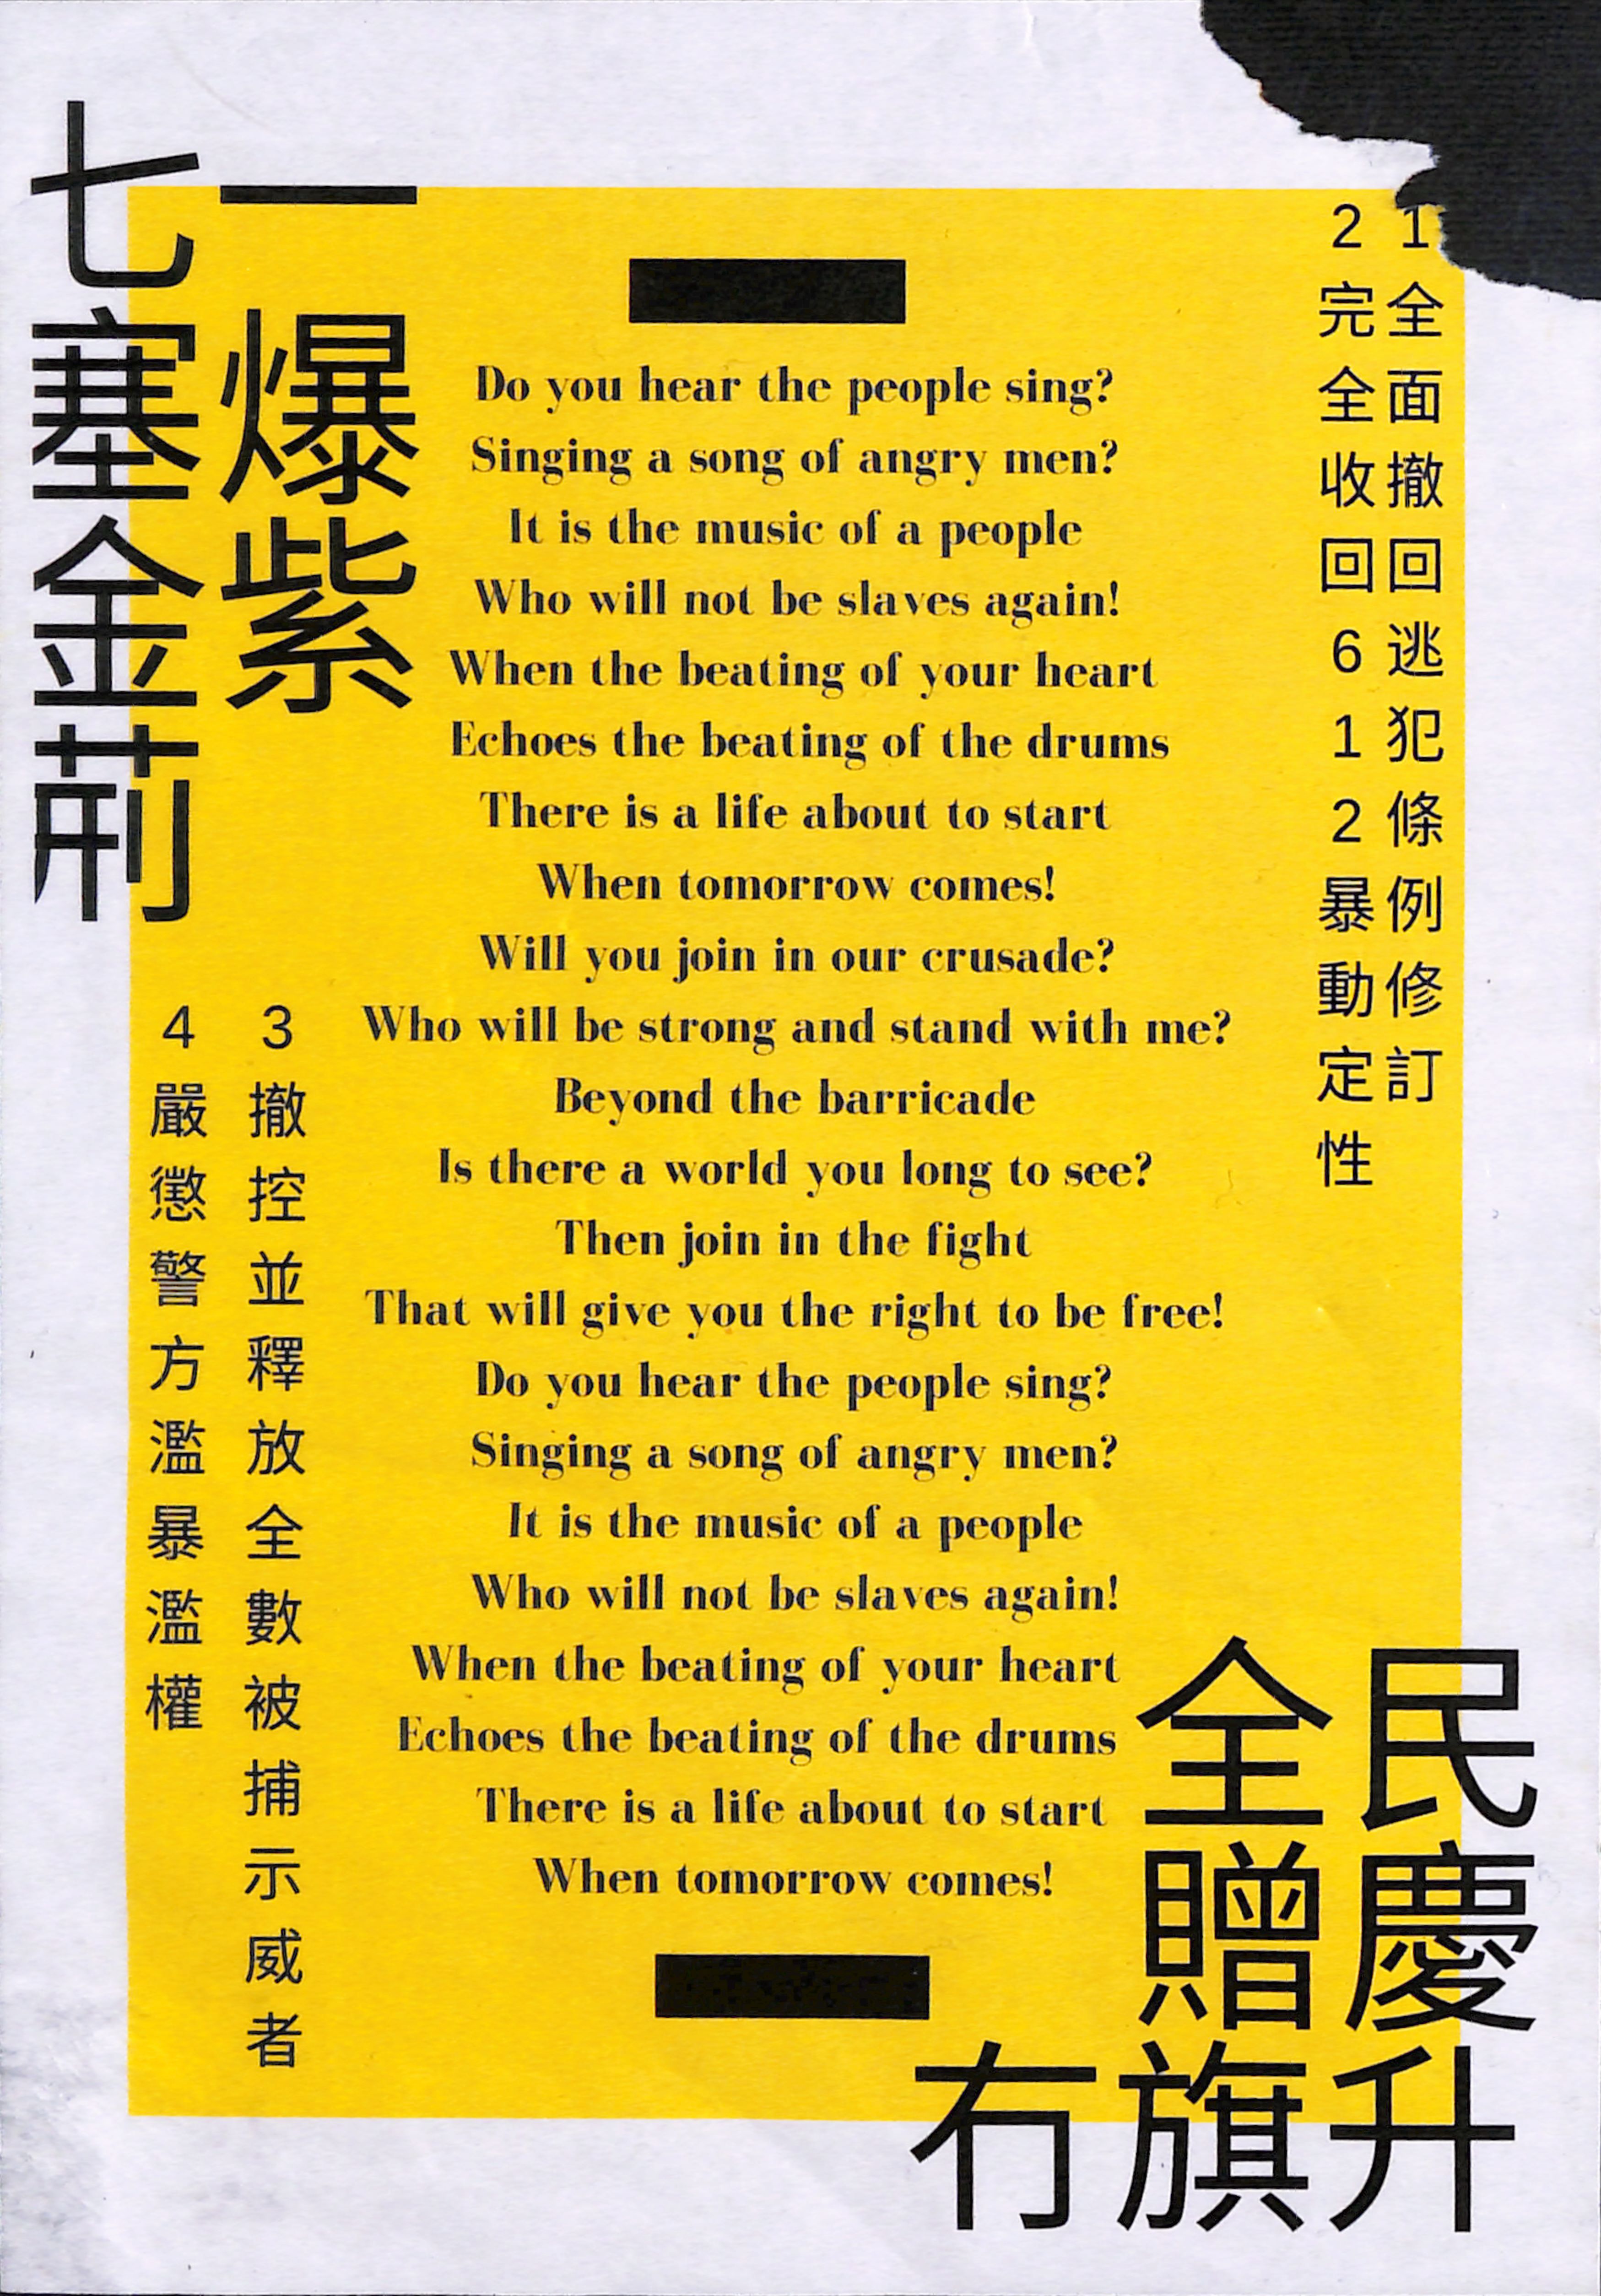 1全面撤回逃犯條例修訂
2完全收回612暴動定性
一爆紫
七塞金荊
Do you hear the people sing?
Singing a song of angry men?
It is the music of a people
Who will not be slaves again!
When the beating of your heart
Echoes the beating of the drums
There is a life about to start
When tomorrow comes!
Will you join in our crusade?
Who will be strong and stand with me?
Beyond the barricade
Is there a world you long to see?
Then join in the fight
That will give you the right to be free!
Do you hear the people sing?
Singing a song of angry men?
It is the music of a people
Who will not be slaves again!
When the beating of your heart
Echoes the beating of the drums
There is a life about to start
When tomorrow comes!
3撤控並釋放全數被捕示威者
4嚴懲警方濫暴濫權
民慶升
全贈旗
冇